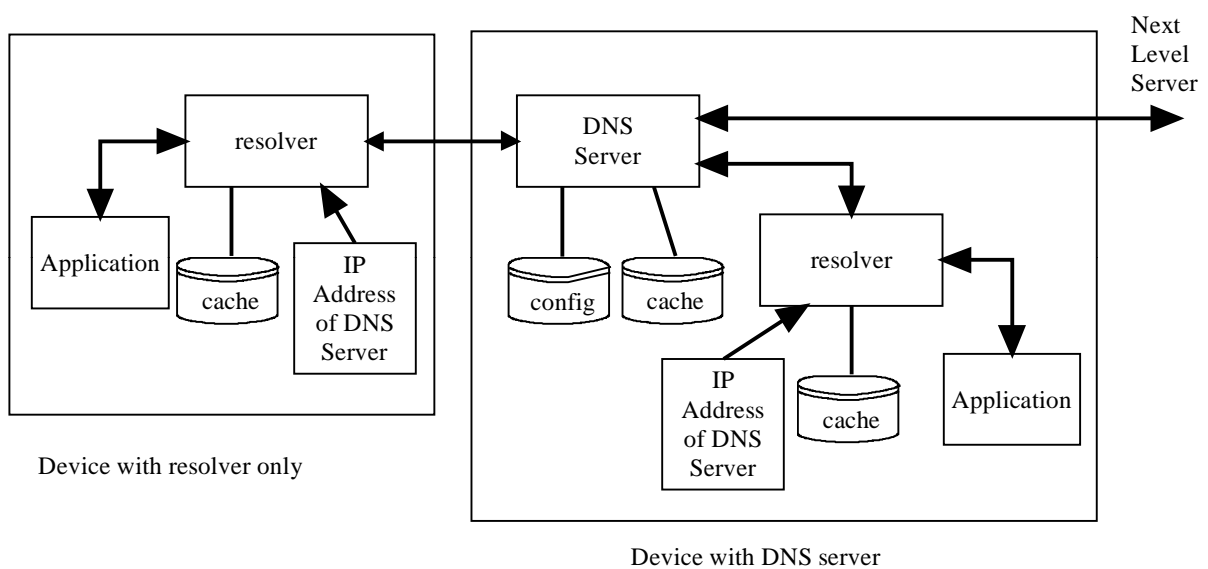 Next
Level
Server
resolver
DNS
Server
Application
cache
IP
Address
of DNS
Server
config
cache
resolver
IP
Address
of DNS
Server
cache
Application
Device with resolver only
Device with DNS server